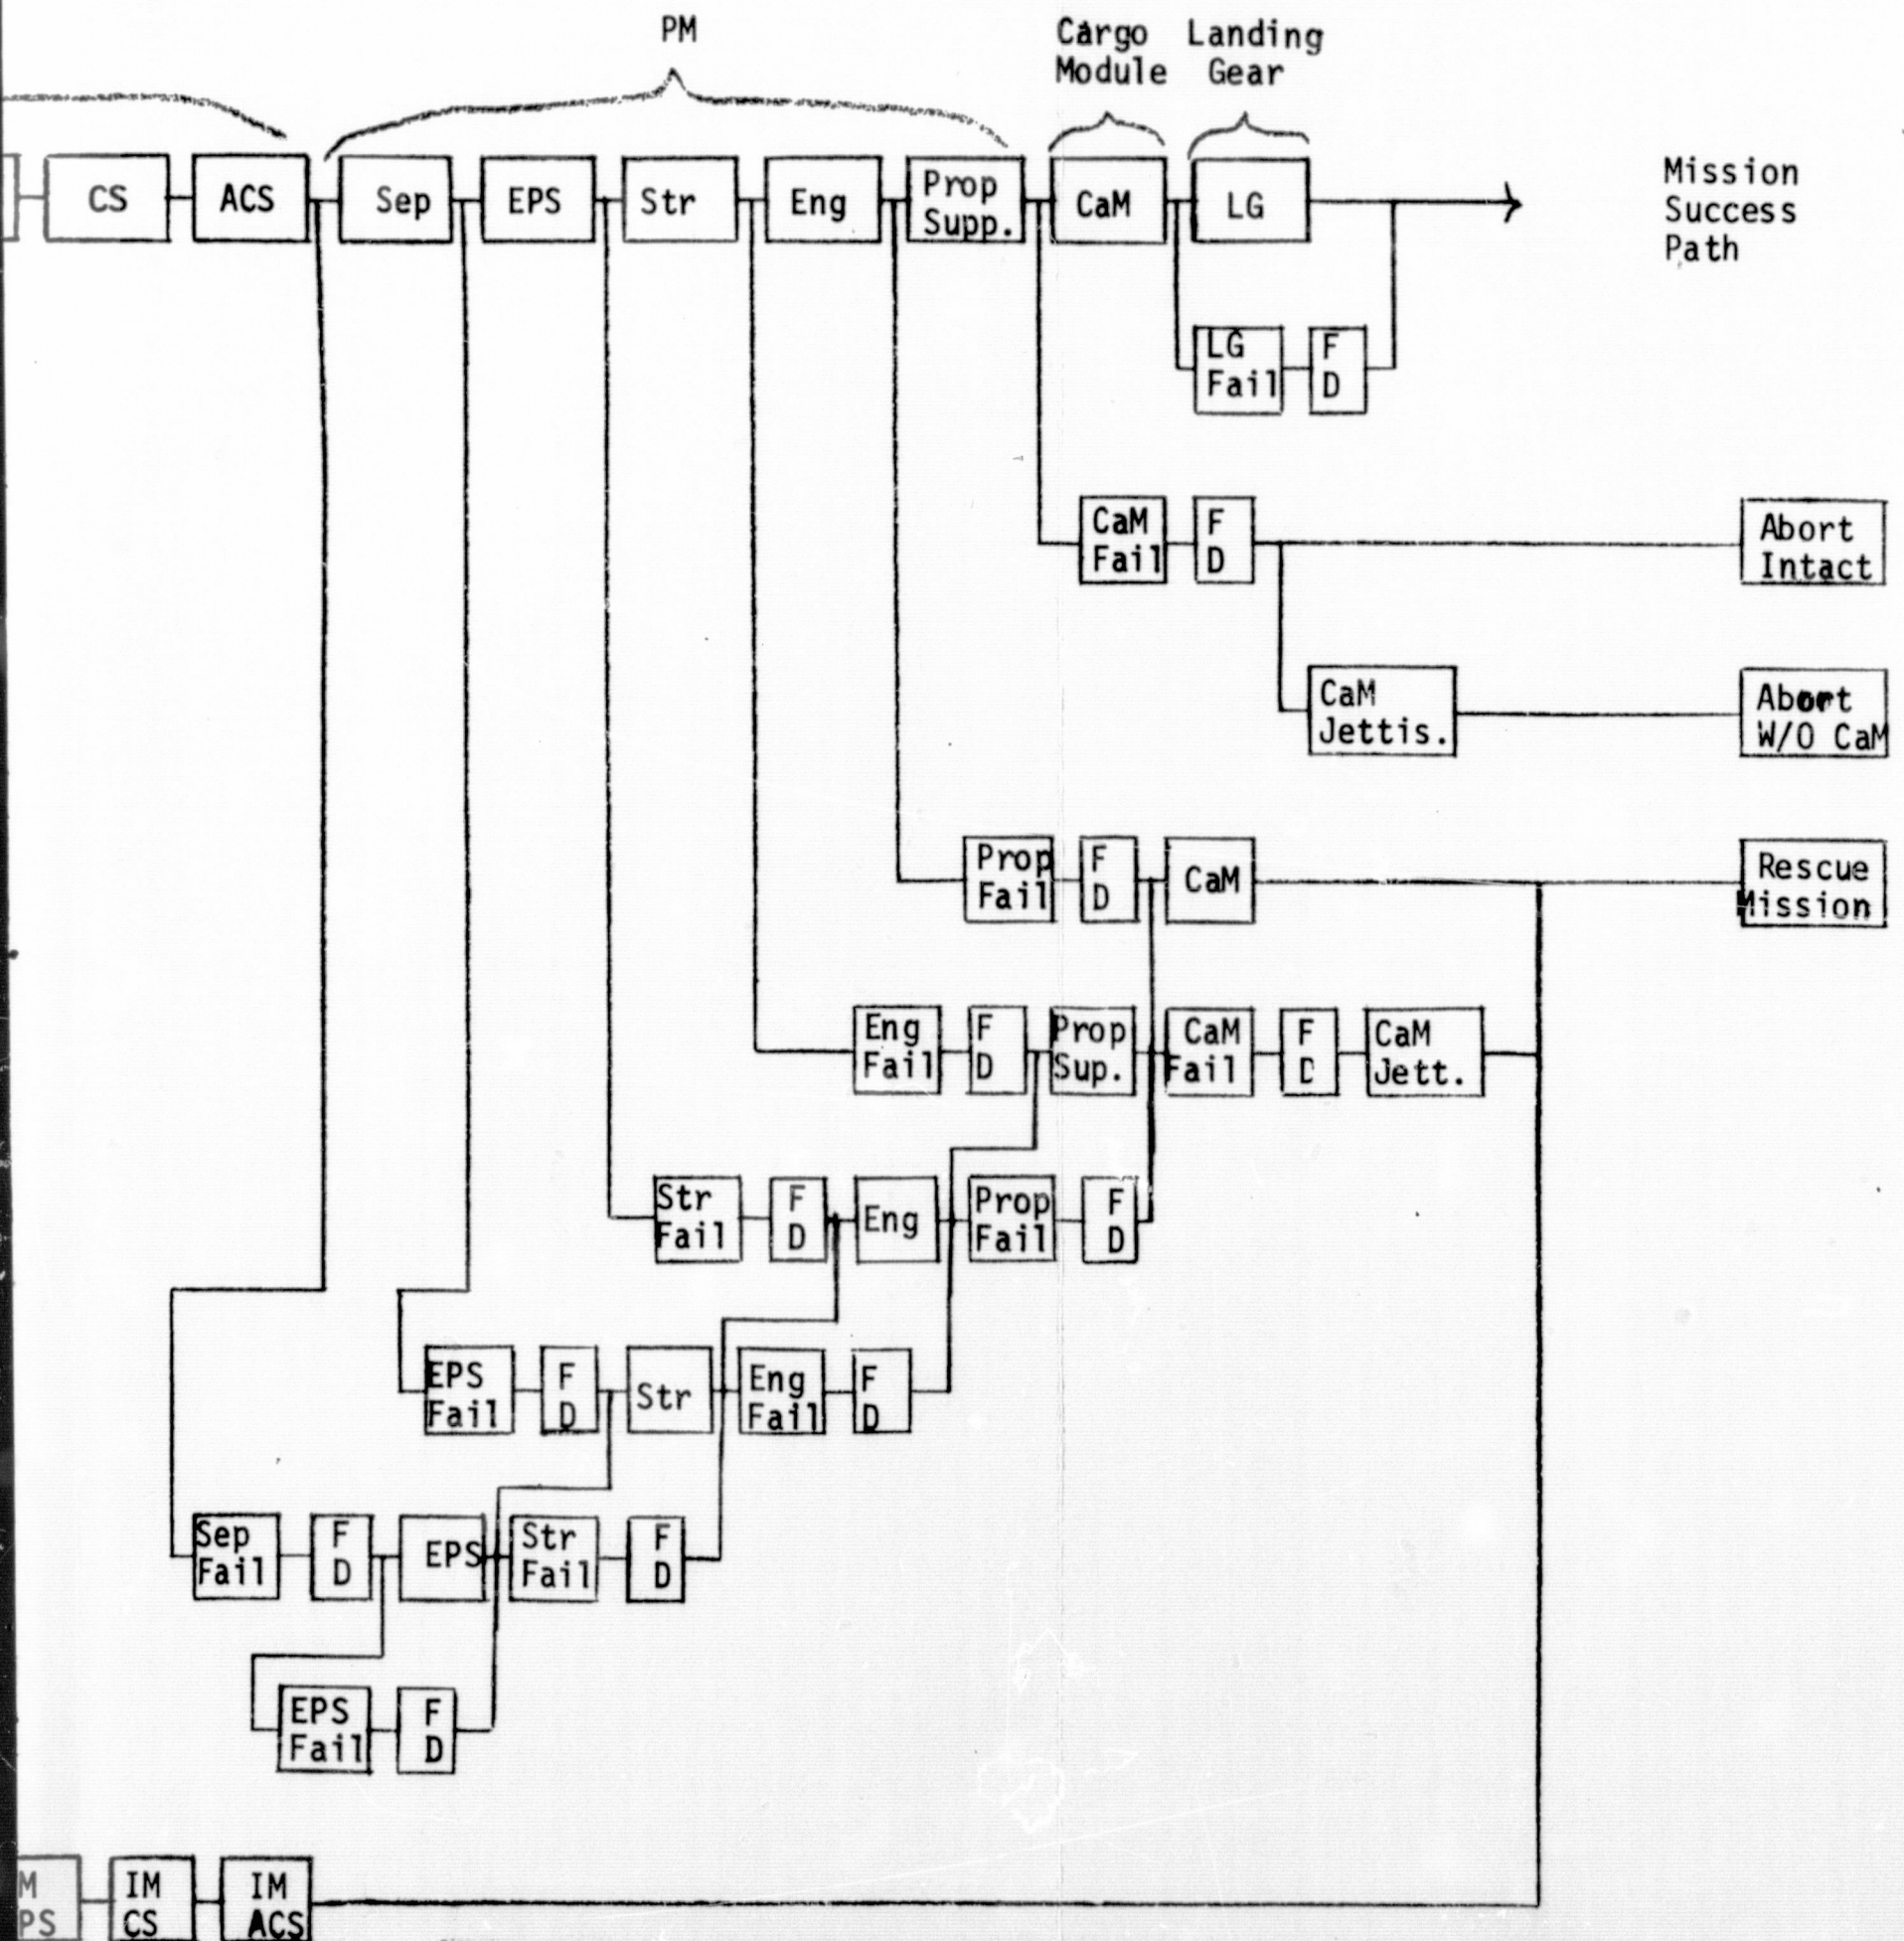 PM
Cargo
Module
Landing
Gear
CS
ACS
Sep
EPS
Str
Eng
Prop
Supp.
CaM
LG
Mission
Success
Path
LG
Fail
F
D
CaM
Fail
F
D
Abort
Intact
CaM
Jettis.
Abort
W/O CaM
Prop
Fail
F
D
CaM
Rescue
Mission
Eng
Fail
F
D
Prop
Sup.
CaM
Fail
F
D
CaM
Jett.
Str
Fail
F
D
Eng
Prop
Fail
F
D
EPS
Fail
F
D
Str
Eng
Fail
F
D
Sep
Fail
F
D
EPS
Str
Fail
F
D
EPS
Fail
F
D
M
PS
IM
CS
IM
ACS